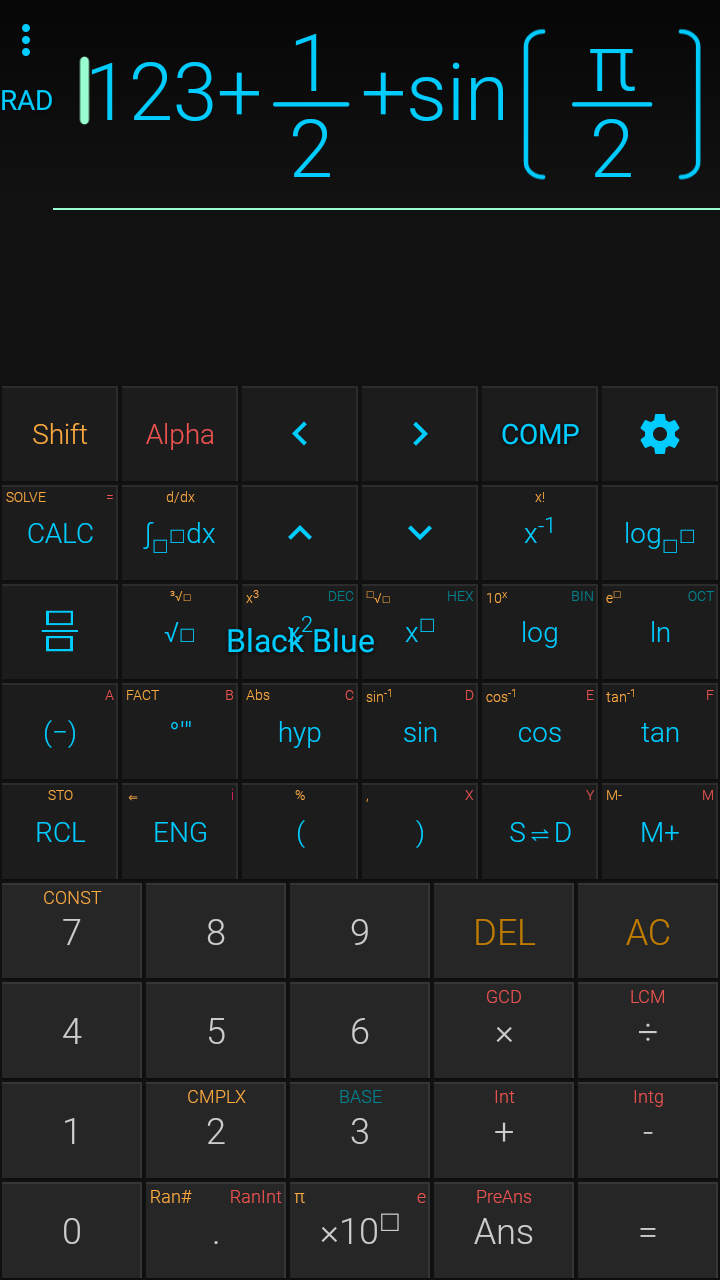 RAD 123+1/2+sin(π/2)
Shift Alpha < > COMP
SOLVE = d/dx x!
CALC ∫□□dx x-1 log□□
³√□ x3 DEC □√□ HEX 10x BIN e□ OCT
√□ x2 x□ log ln
Black Blue
A FACT B Abs C sin-1 D cos-1 E tan-1 F
(−) °'" hyp sin cos tan
STO ⇐ i % , X Y M- M
RCL ENG ( ) S⇌D M+
CONST
7 8 9 DEL AC
GCD LCM
4 5 6 × ÷
CMPLX BASE Int Intg
1 2 3 + -
Ran# RanInt π e PreAns
0 . ×10□ Ans =